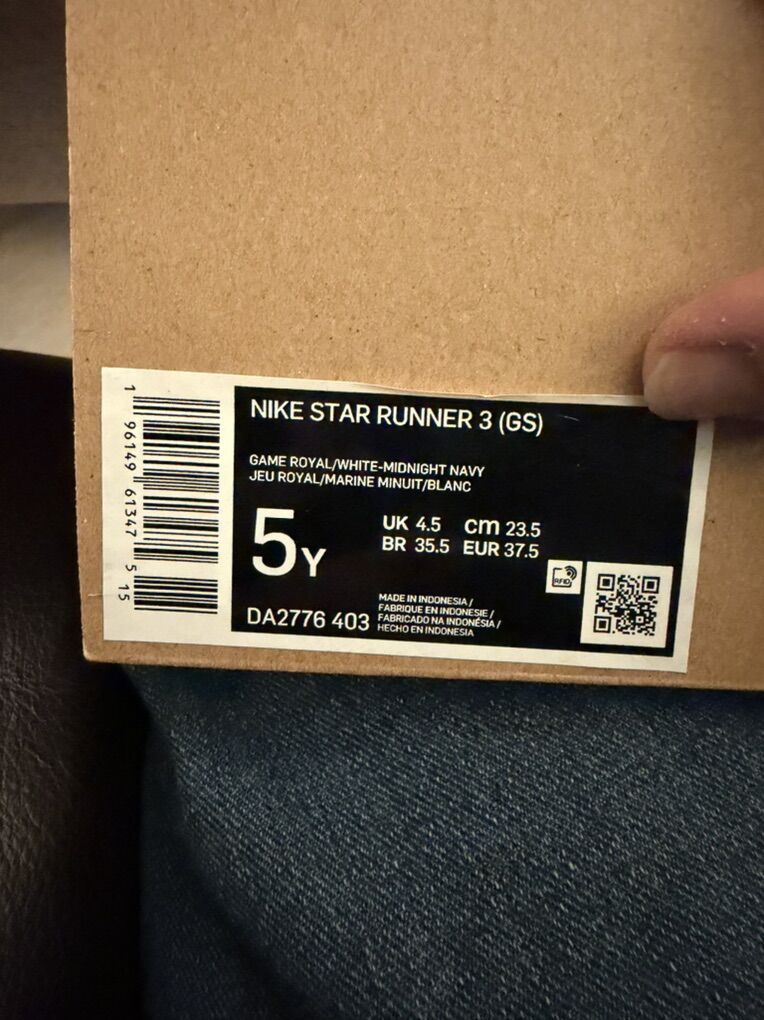 NIKE STAR RUNNER 3 (GS)
GAME ROYAL/WHITE-MIDNIGHT NAVY
JEU ROYAL/MARINE MINUIT/BLANC
5Y
UK 4.5 cm 23.5
BR 35.5 EUR 37.5
DA2776 403
MADE IN INDONESIA /
FABRIQUE EN INDONESIE /
FABRICADO NA INDONÉSIA /
HECHO EN INDONESIA
RFID
1 96149 61347 5 15